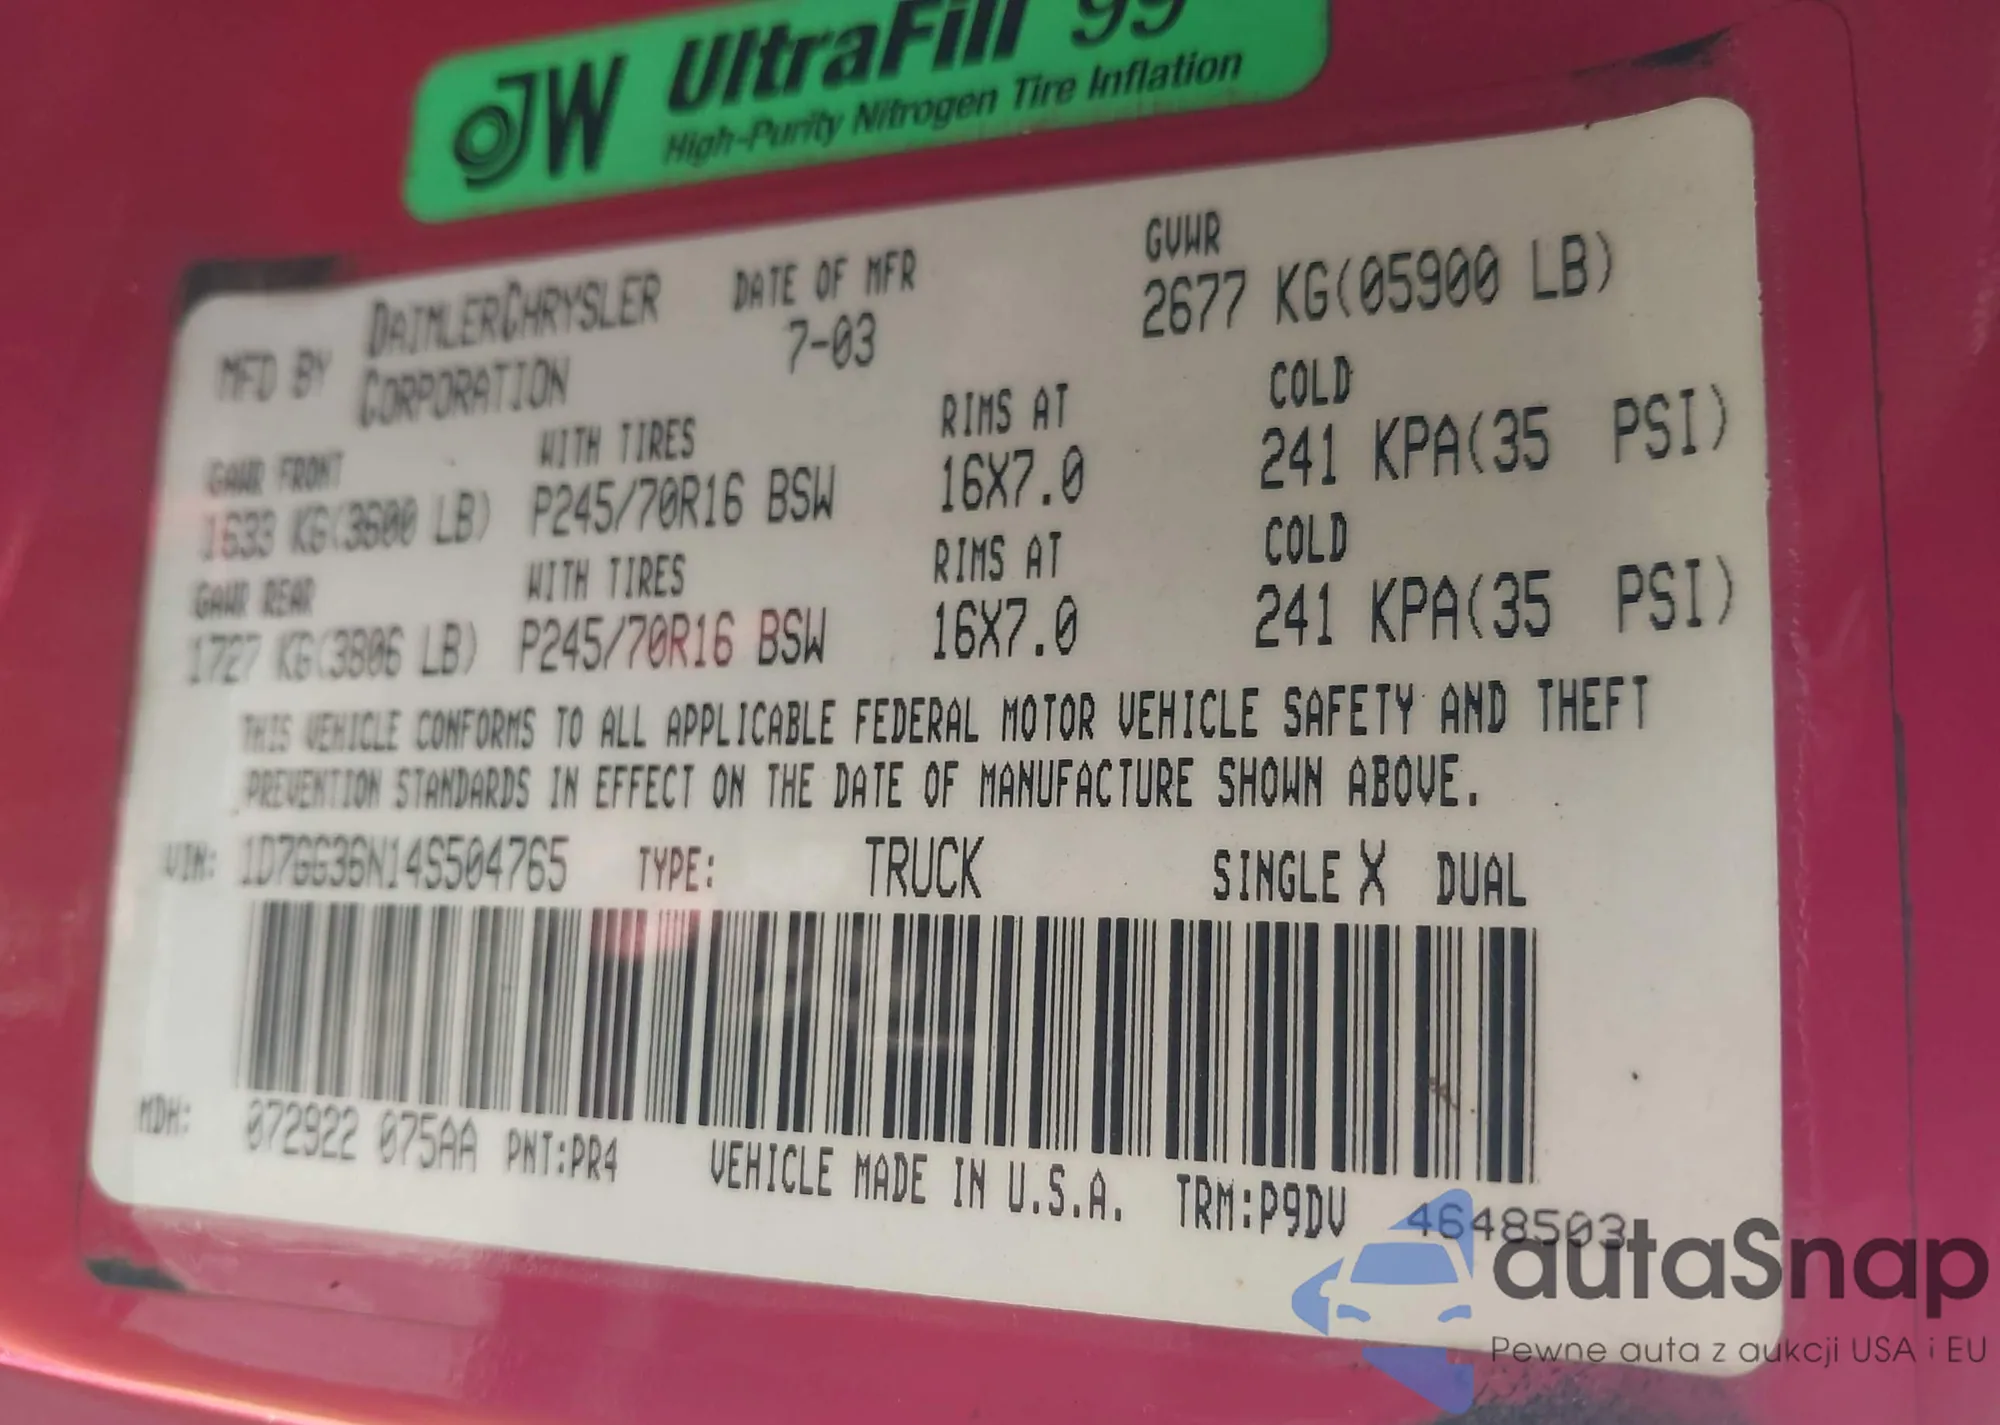 JW UltraFill 99
High-Purity Nitrogen Tire Inflation
MFD BY DAIMLERCHRYSLER CORPORATION
DATE OF MFR
7-03
GVWR
2677 KG(05900 LB)
GAWR FRONT WITH TIRES RIMS AT COLD
1633 KG(3600 LB) P245/70R16 BSW 16X7.0 241 KPA(35 PSI)
GAWR REAR WITH TIRES RIMS AT COLD
1727 KG(3806 LB) P245/70R16 BSW 16X7.0 241 KPA(35 PSI)
THIS VEHICLE CONFORMS TO ALL APPLICABLE FEDERAL MOTOR VEHICLE SAFETY AND THEFT
PREVENTION STANDARDS IN EFFECT ON THE DATE OF MANUFACTURE SHOWN ABOVE.
VIN: 1D7GG36N14S504765 TYPE: TRUCK SINGLE X DUAL
MDH: 072922 075AA PNT:PR4 VEHICLE MADE IN U.S.A. TRM:P9DV 4648503
autaSnap
Pewne auta z aukcji USA i EU